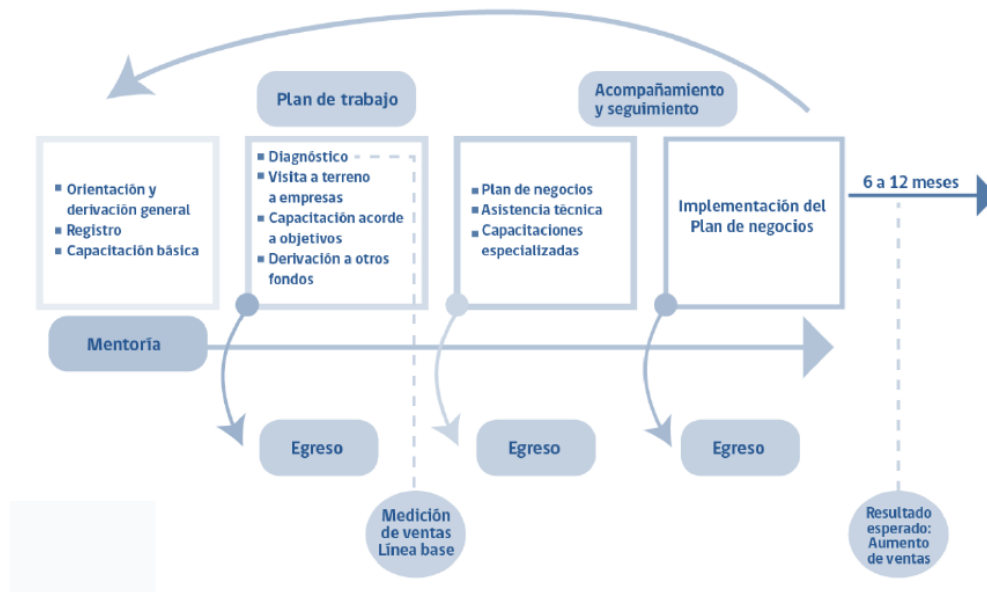 Plan de trabajo
Acompañamiento
y seguimiento
▪ Orientación y
derivación general
▪ Registro
▪ Capacitación básica
▪ Diagnóstico
▪ Visita a terreno
a empresas
▪ Capacitación acorde
a objetivos
▪ Derivación a otros
fondos
▪ Plan de negocios
▪ Asistencia técnica
▪ Capacitaciones
especializadas
Implementación del
Plan de negocios
6 a 12 meses
Mentoría
Egreso
Egreso
Egreso
Medición
de ventas
Línea base
Resultado
esperado:
Aumento
de ventas